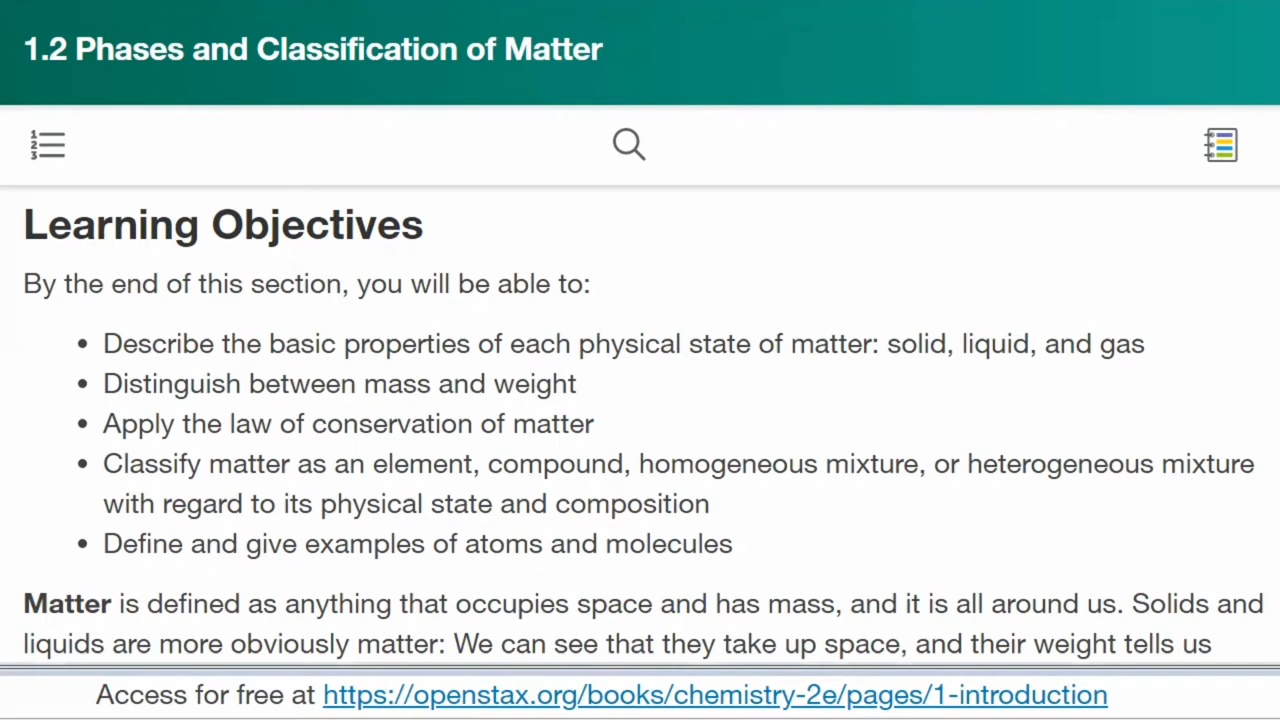 1.2 Phases and Classification of Matter
1
2
3
Learning Objectives
By the end of this section, you will be able to:
• Describe the basic properties of each physical state of matter: solid, liquid, and gas
• Distinguish between mass and weight
• Apply the law of conservation of matter
• Classify matter as an element, compound, homogeneous mixture, or heterogeneous mixture
with regard to its physical state and composition
• Define and give examples of atoms and molecules
Matter is defined as anything that occupies space and has mass, and it is all around us. Solids and
liquids are more obviously matter: We can see that they take up space, and their weight tells us
Access for free at https://openstax.org/books/chemistry-2e/pages/1-introduction